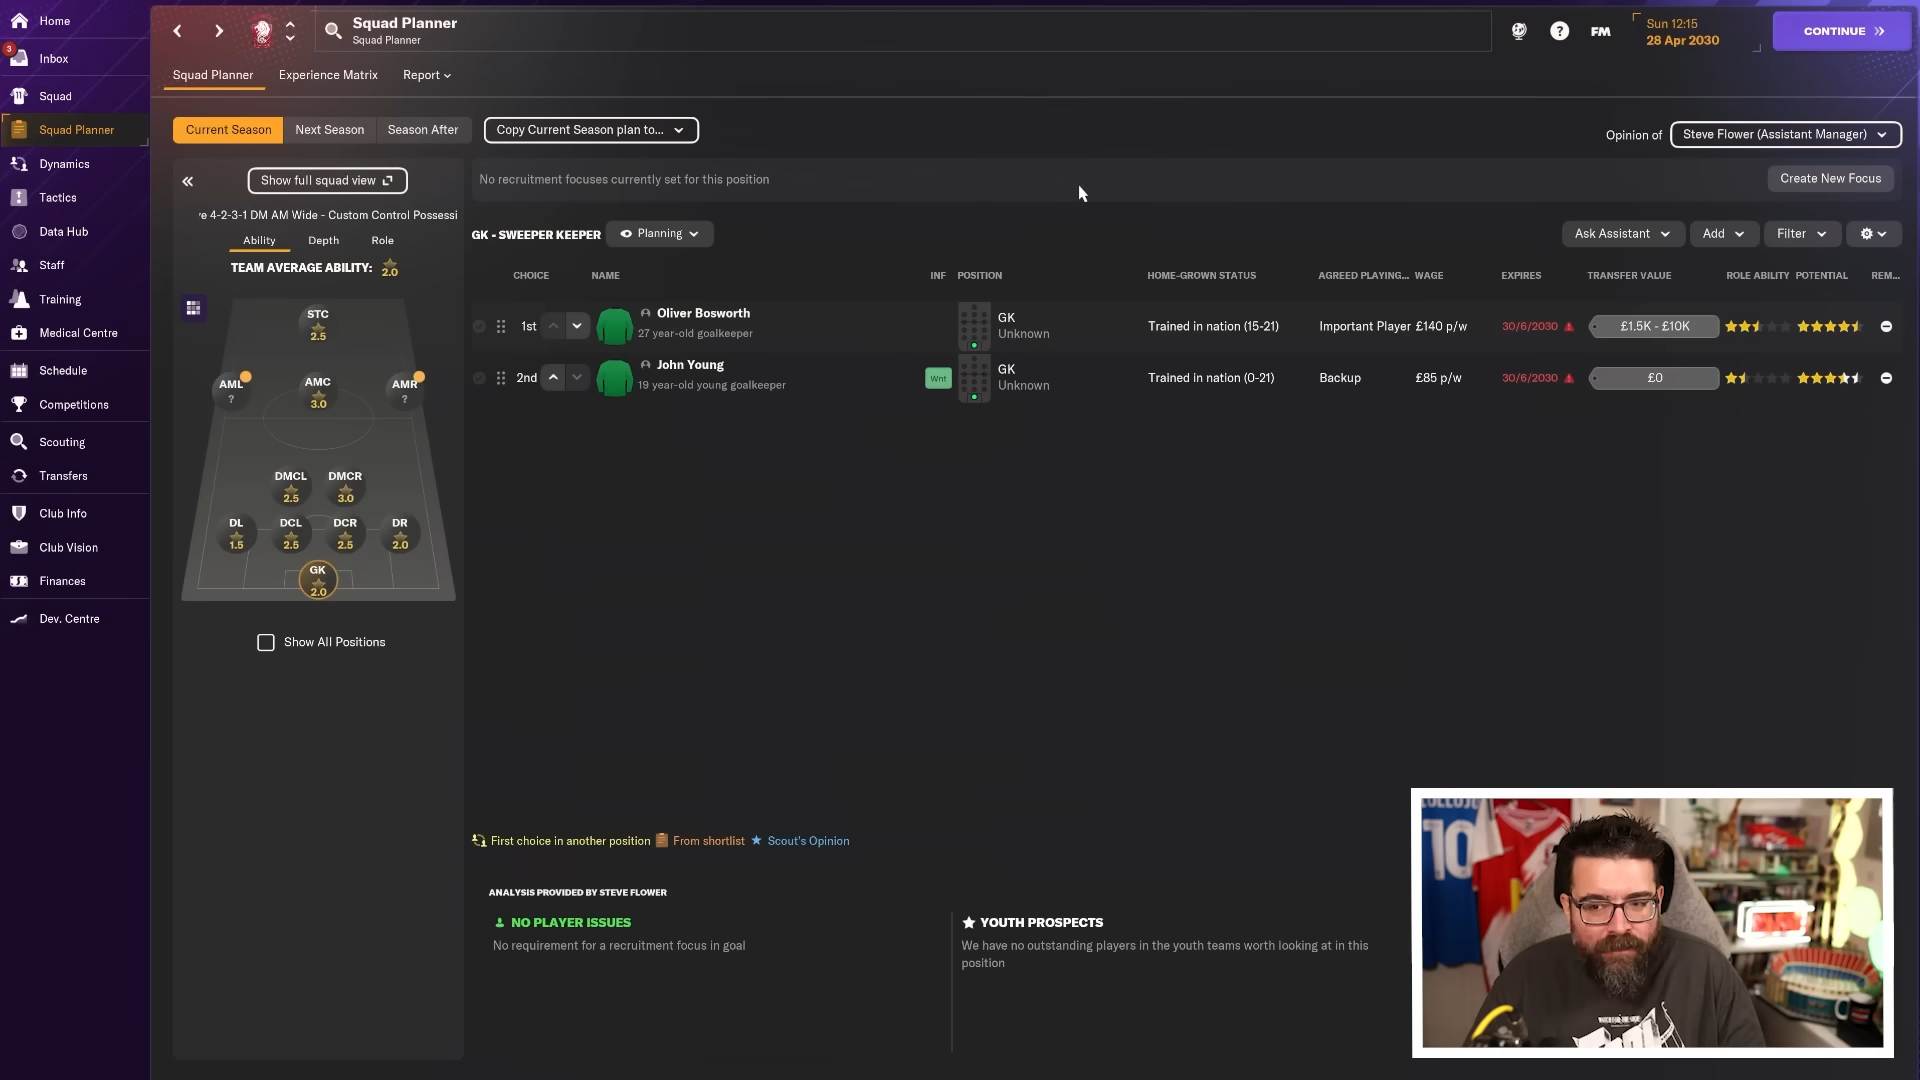 Home
3
Inbox
Squad
Squad Planner
Dynamics
Tactics
Data Hub
Staff
Training
Medical Centre
Schedule
Competitions
Scouting
Transfers
Club Info
Club Vision
Finances
Dev. Centre
Squad Planner
Squad Planner
FM
Sun 12:15
28 Apr 2030
CONTINUE
Squad Planner Experience Matrix Report
Current Season Next Season Season After Copy Current Season plan to...
Opinion of Steve Flower (Assistant Manager)
Show full squad view
e 4-2-3-1 DM AM Wide - Custom Control Possessi
Ability Depth Role
TEAM AVERAGE ABILITY: 2.0
STC
2.5
AML AMC AMR
? 3.0 ?
DMCL DMCR
2.5 3.0
DL DCL DCR DR
1.5 2.5 2.5 2.0
GK
2.0
Show All Positions
No recruitment focuses currently set for this position
Create New Focus
GK - SWEEPER KEEPER Planning
Ask Assistant Add Filter
CHOICE NAME INF POSITION HOME-GROWN STATUS AGREED PLAYING... WAGE EXPIRES TRANSFER VALUE ROLE ABILITY POTENTIAL REM...
1st Oliver Bosworth GK Trained in nation (15-21) Important Player £140 p/w 30/6/2030 £1.5K - £10K
27 year-old goalkeeper Unknown
2nd John Young Wnt GK Trained in nation (0-21) Backup £85 p/w 30/6/2030 £0
19 year-old young goalkeeper Unknown
First choice in another position From shortlist Scout's Opinion
ANALYSIS PROVIDED BY STEVE FLOWER
NO PLAYER ISSUES
No requirement for a recruitment focus in goal
YOUTH PROSPECTS
We have no outstanding players in the youth teams worth looking at in this
position
10